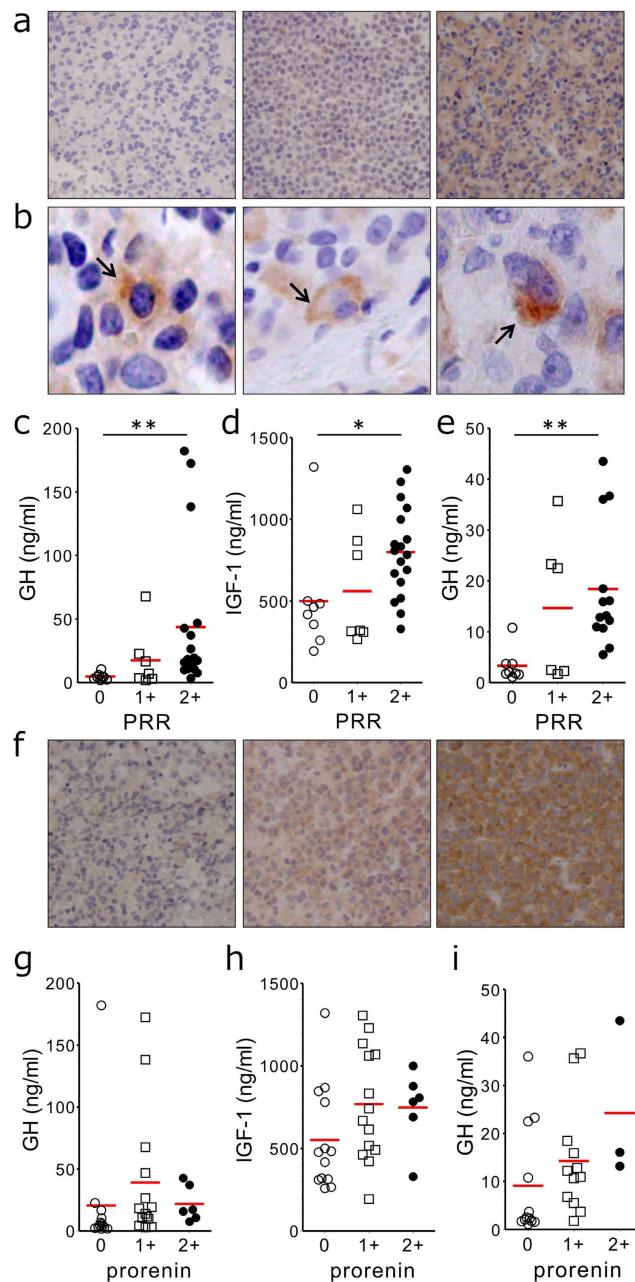 a
b
c
d
e
**
*
**
GH (ng/ml)
200
150
100
50
0
0 1+ 2+
PRR
IGF-1 (ng/ml)
1500
1000
500
0
0 1+ 2+
PRR
GH (ng/ml)
50
40
30
20
10
0
0 1+ 2+
PRR
f
g
h
i
GH (ng/ml)
200
150
100
50
0
0 1+ 2+
prorenin
IGF-1 (ng/ml)
1500
1000
500
0
0 1+ 2+
prorenin
GH (ng/ml)
50
40
30
20
10
0
0 1+ 2+
prorenin